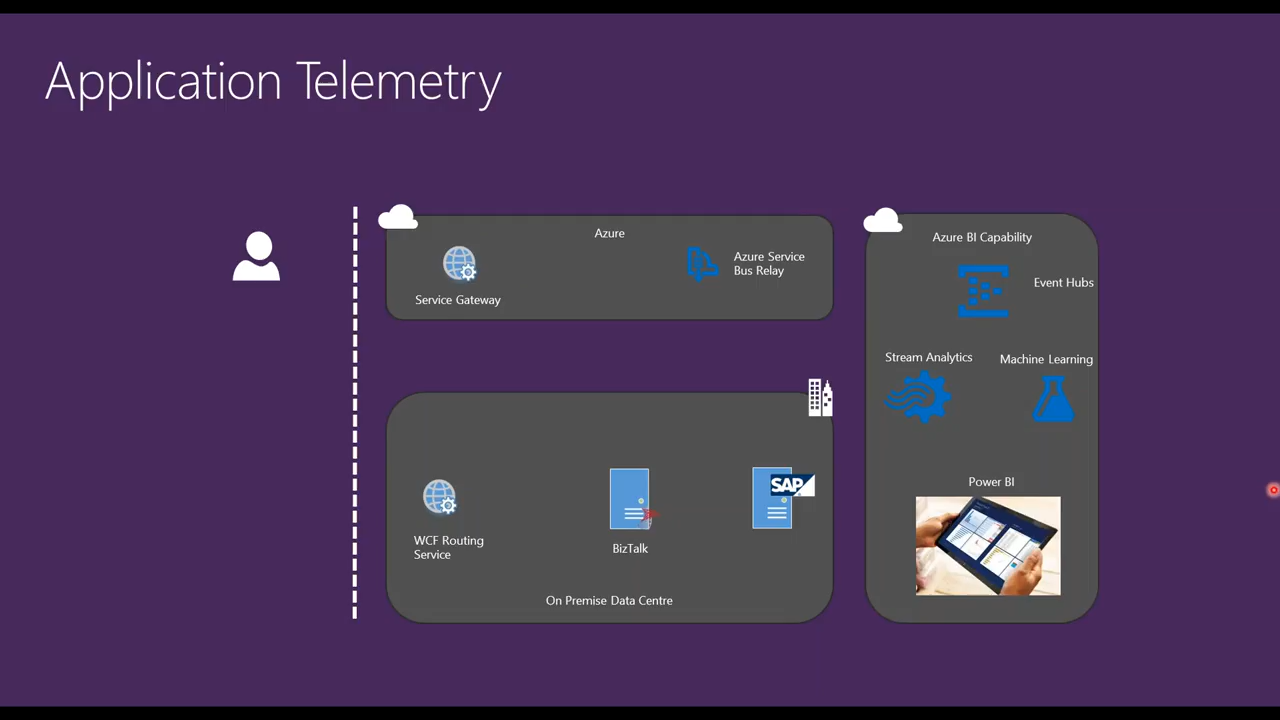 Application Telemetry
Azure
Service Gateway
Azure Service
Bus Relay
Azure BI Capability
Event Hubs
Stream Analytics
Machine Learning
Power BI
WCF Routing
Service
BizTalk
SAP
On Premise Data Centre